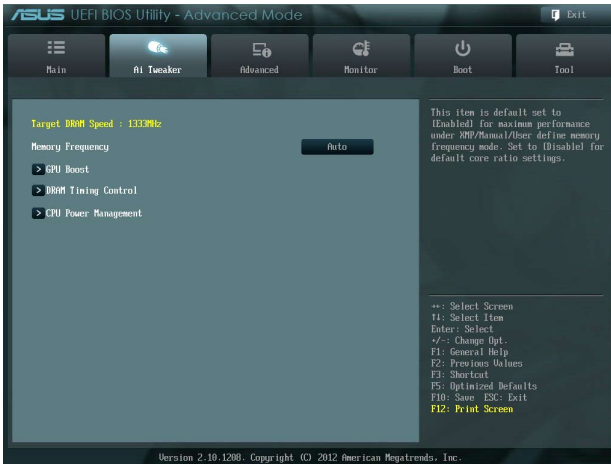 ASUS UEFI BIOS Utility - Advanced Mode
Exit
Main
Ai Tweaker
Advanced
Monitor
Boot
Tool
Target DRAM Speed : 1333MHz
Memory Frequency
Auto
> GPU Boost
> DRAM Timing Control
> CPU Power Management
This item is default set to
[Enabled] for maximum performance
under XMP/Manual/User define memory
frequency mode. Set to [Disable] for
default core ratio settings.
→←: Select Screen
↑↓: Select Item
Enter: Select
+/-: Change Opt.
F1: General Help
F2: Previous Values
F3: Shortcut
F5: Optimized Defaults
F10: Save ESC: Exit
F12: Print Screen
Version 2.10.1208. Copyright (C) 2012 American Megatrends, Inc.